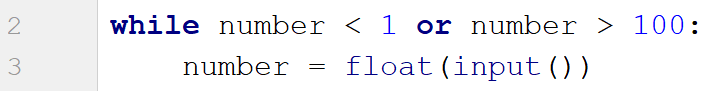 2 while number < 1 or number > 100:
3     number = float(input())